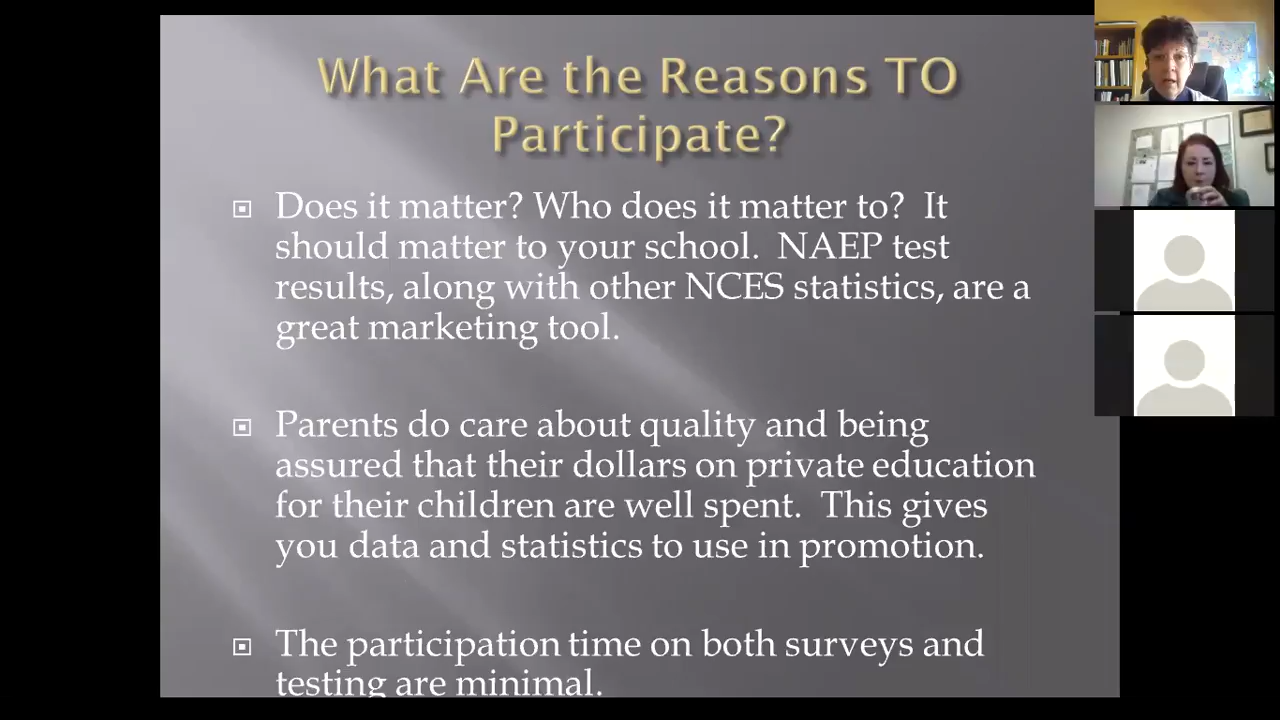 What Are the Reasons TO
Participate?
Does it matter? Who does it matter to?  It
should matter to your school.  NAEP test
results, along with other NCES statistics, are a
great marketing tool.
Parents do care about quality and being
assured that their dollars on private education
for their children are well spent.  This gives
you data and statistics to use in promotion.
The participation time on both surveys and
testing are minimal.